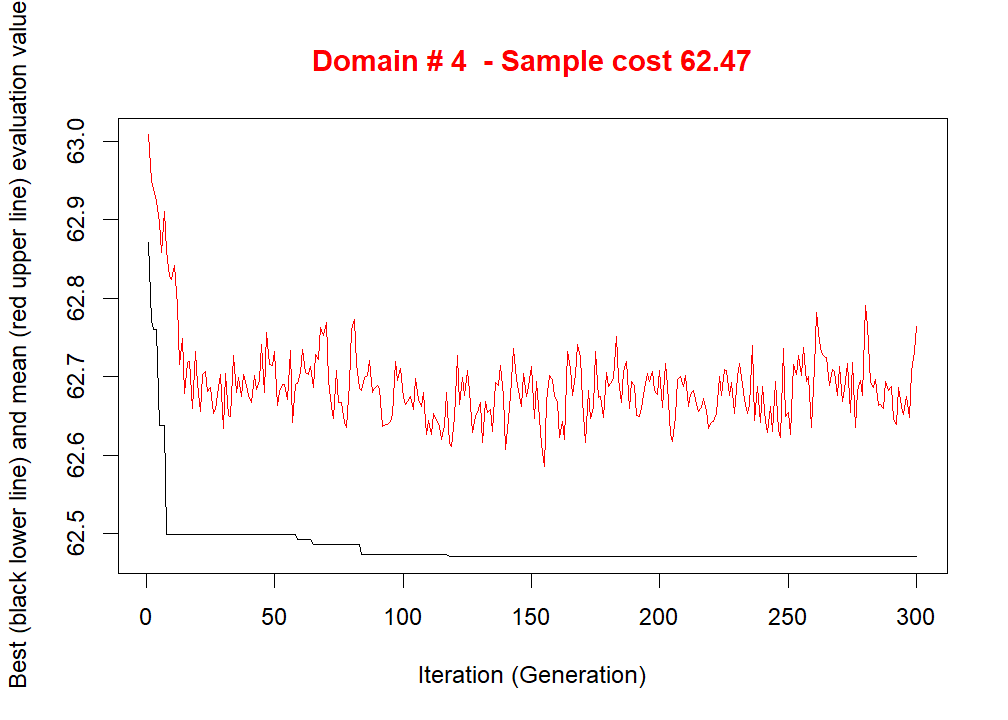 Domain # 4  - Sample cost 62.47
Best (black lower line) and mean (red upper line) evaluation value
63.0
62.9
62.8
62.7
62.6
62.5
0 50 100 150 200 250 300
Iteration (Generation)